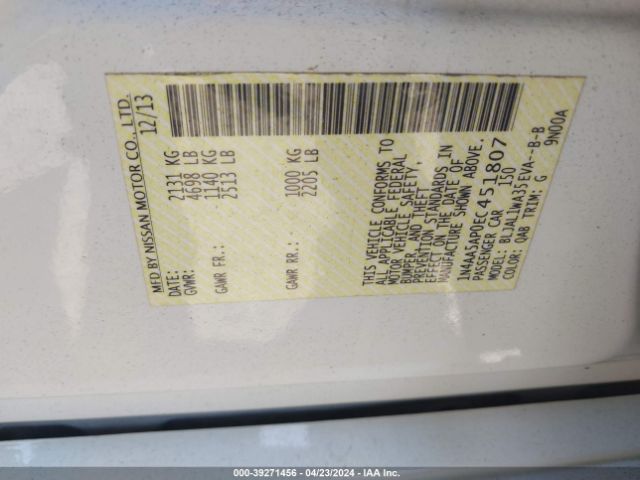 MFD BY NISSAN MOTOR CO., LTD.
DATE: 12/13
GVWR: 2131 KG
4698 LB
GAWR FR.: 1140 KG
2513 LB
GAWR RR.: 1000 KG
2205 LB
THIS VEHICLE CONFORMS TO
ALL APPLICABLE FEDERAL
MOTOR VEHICLE SAFETY,
BUMPER, AND THEFT
PREVENTION STANDARDS IN
EFFECT ON THE DATE OF
MANUFACTURE SHOWN ABOVE.
1N4AA5AP0EC451807
PASSENGER CAR 150
MODEL: BLJAL1WA35EVA--B-B
COLOR: QAB TRIM: G 9N00A
000-39271456 - 04/23/2024 - IAA Inc.